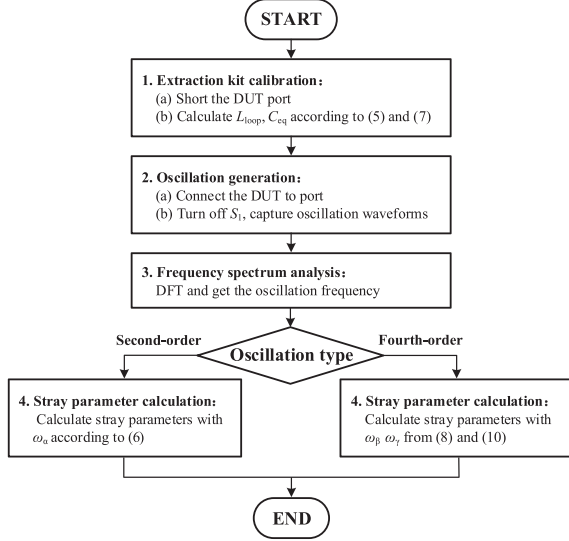 START
1. Extraction kit calibration:
(a) Short the DUT port
(b) Calculate Lloop, Ceq according to (5) and (7)
2. Oscillation generation:
(a) Connect the DUT to port
(b) Turn off S1, capture oscillation waveforms
3. Frequency spectrum analysis:
DFT and get the oscillation frequency
Second-order
Oscillation type
Fourth-order
4. Stray parameter calculation:
Calculate stray parameters with
ωα according to (6)
4. Stray parameter calculation:
Calculate stray parameters with
ωβ ωγ from (8) and (10)
END